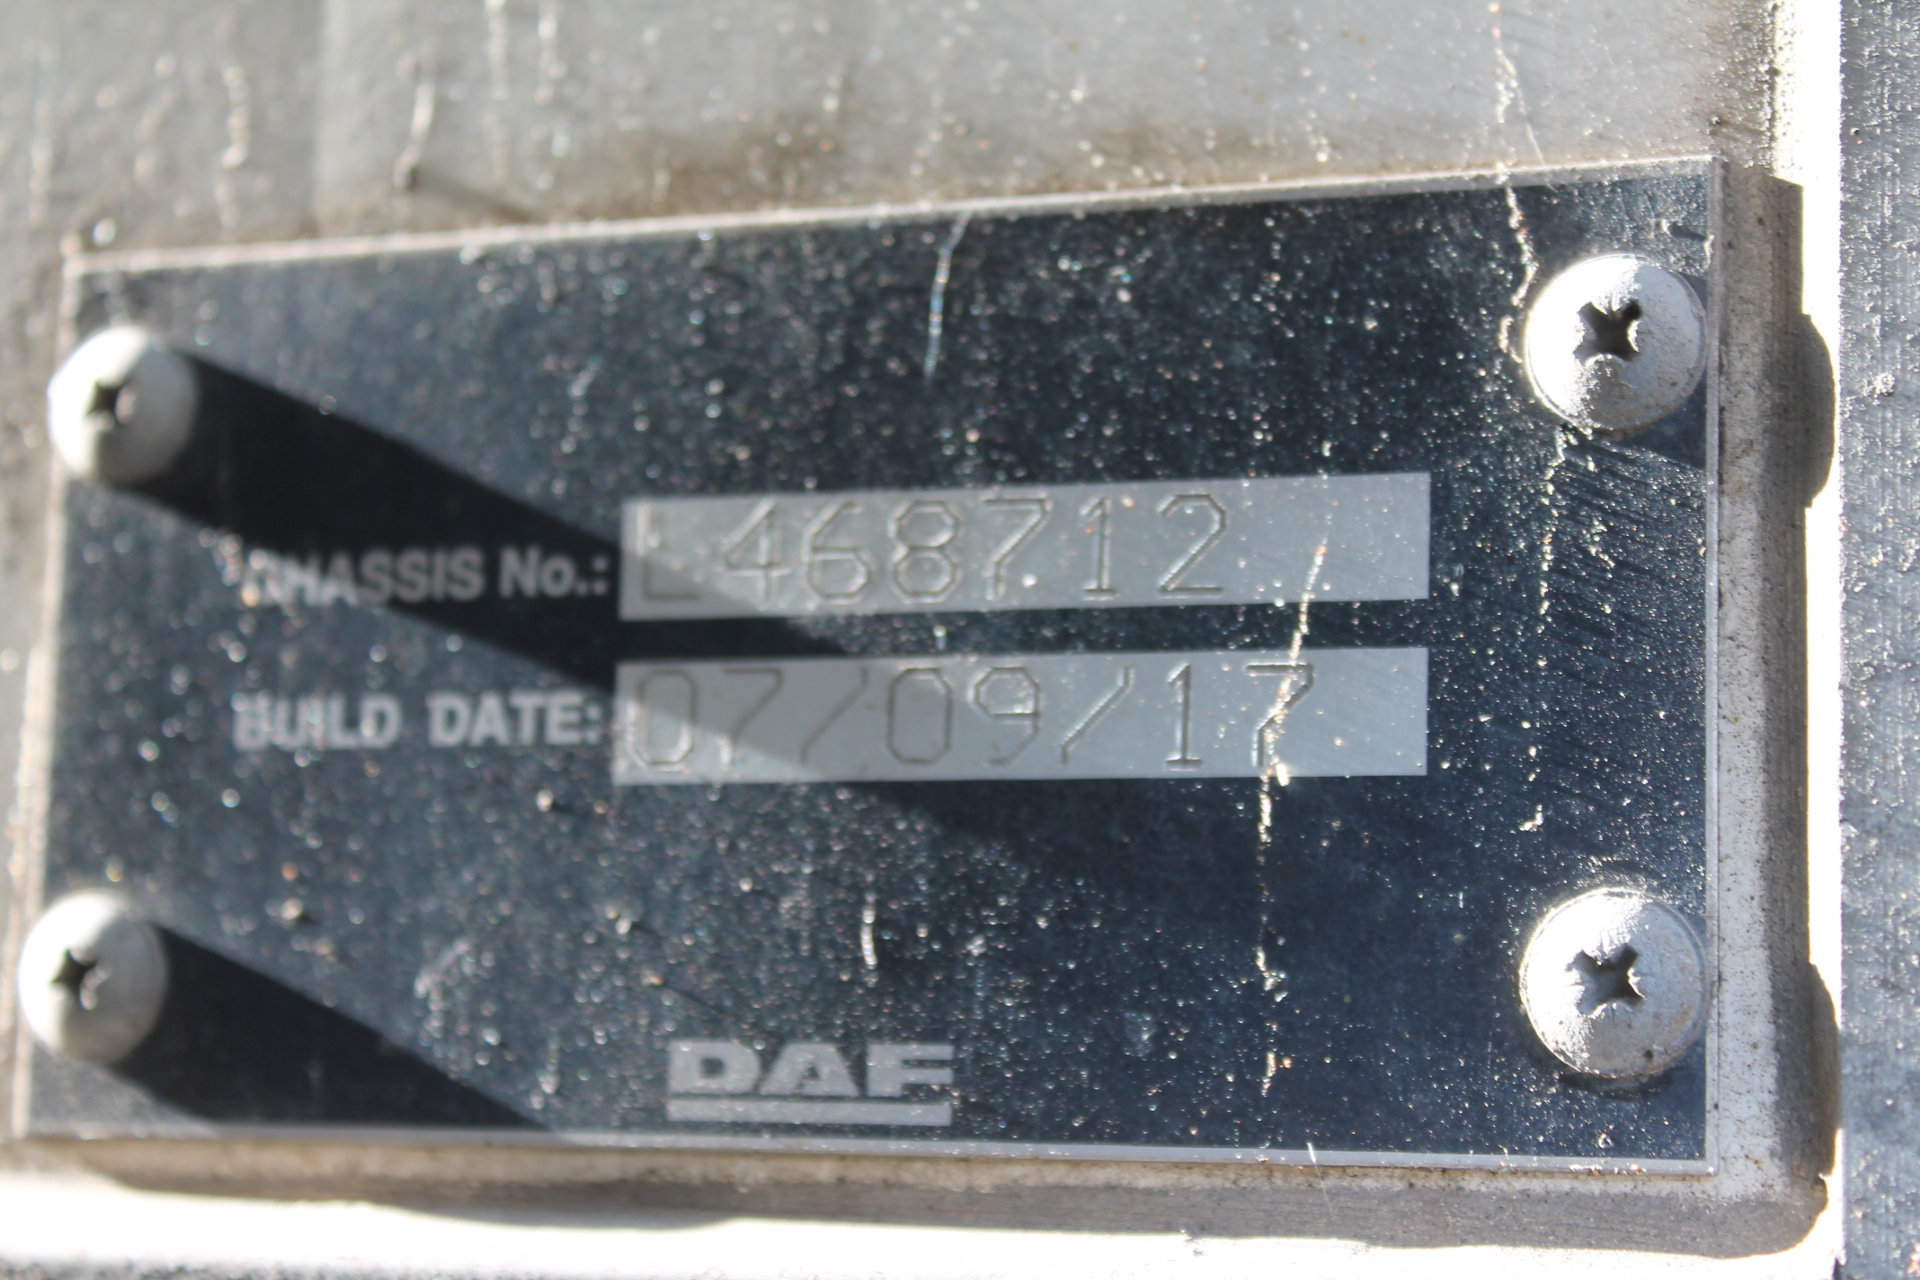 CHASSIS No.: L468712
BUILD DATE: 07/09/17
DAF